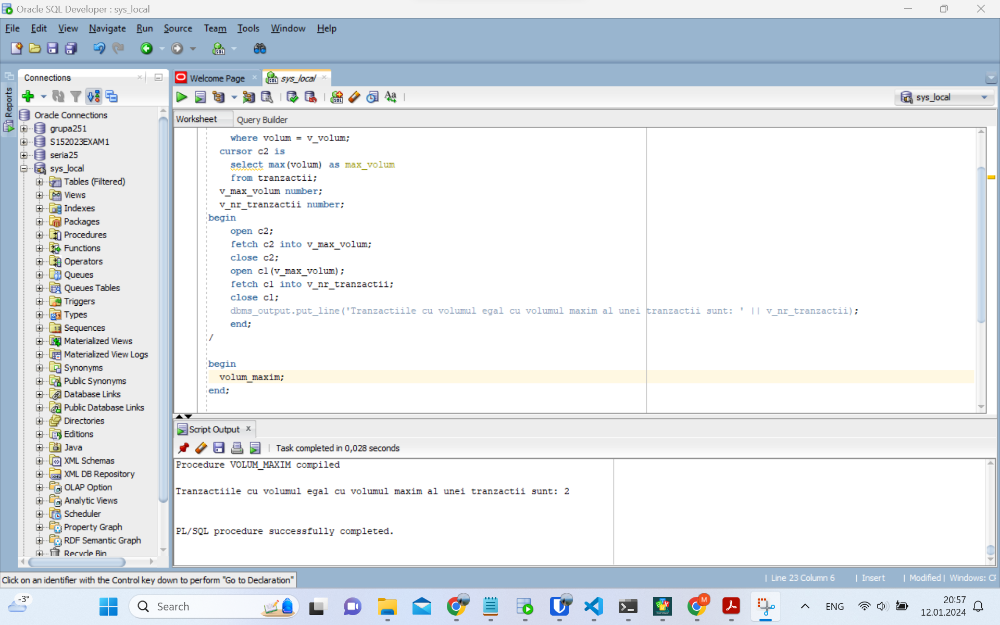 Oracle SQL Developer : sys_local
File Edit View Navigate Run Source Team Tools Window Help
Reports
Connections
Oracle Connections
grupa251
S152023EXAM1
seria25
sys_local
Tables (Filtered)
Views
Indexes
Packages
Procedures
Functions
Operators
Queues
Queues Tables
Triggers
Types
Sequences
Materialized Views
Materialized View Logs
Synonyms
Public Synonyms
Database Links
Public Database Links
Directories
Editions
Java
XML Schemas
XML DB Repository
OLAP Option
Analytic Views
Scheduler
Property Graph
RDF Semantic Graph
Recycle Bin
Welcome Page sys_local
sys_local
Worksheet Query Builder
where volum = v_volum;
cursor c2 is
select max(volum) as max_volum
from tranzactii;
v_max_volum number;
v_nr_tranzactii number;
begin
open c2;
fetch c2 into v_max_volum;
close c2;
open c1(v_max_volum);
fetch c1 into v_nr_tranzactii;
close c1;
dbms_output.put_line('Tranzactiile cu volumul egal cu volumul maxim al unei tranzactii sunt: ' || v_nr_tranzactii);
end;
/
begin
volum_maxim;
end;
Script Output
Task completed in 0,028 seconds
Procedure VOLUM_MAXIM compiled
Tranzactiile cu volumul egal cu volumul maxim al unei tranzactii sunt: 2
PL/SQL procedure successfully completed.
Click on an identifier with the Control key down to perform "Go to Declaration"
| Line 23 Column 6 | Insert | Modified | Windows: CF
-3°
Search
ENG
20:57
12.01.2024